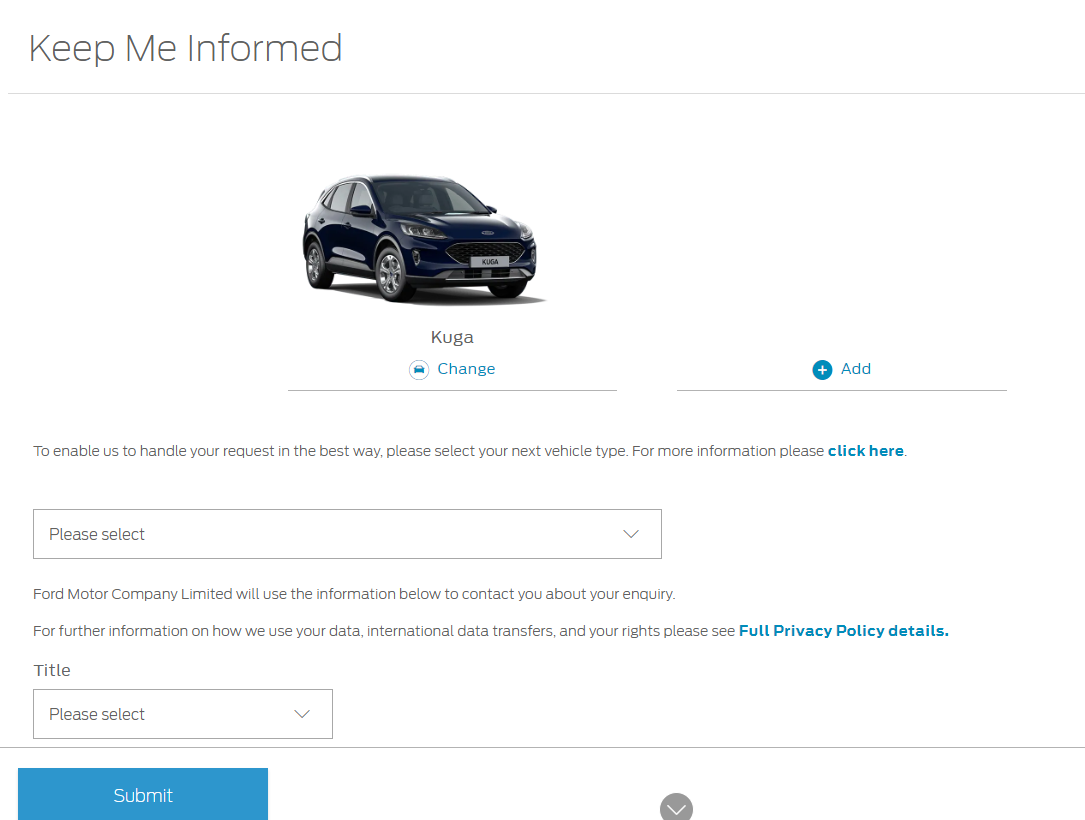 Keep Me Informed
KUGA
Kuga
Change
Add
To enable us to handle your request in the best way, please select your next vehicle type. For more information please click here.
Please select
Ford Motor Company Limited will use the information below to contact you about your enquiry.
For further information on how we use your data, international data transfers, and your rights please see Full Privacy Policy details.
Title
Please select
Submit